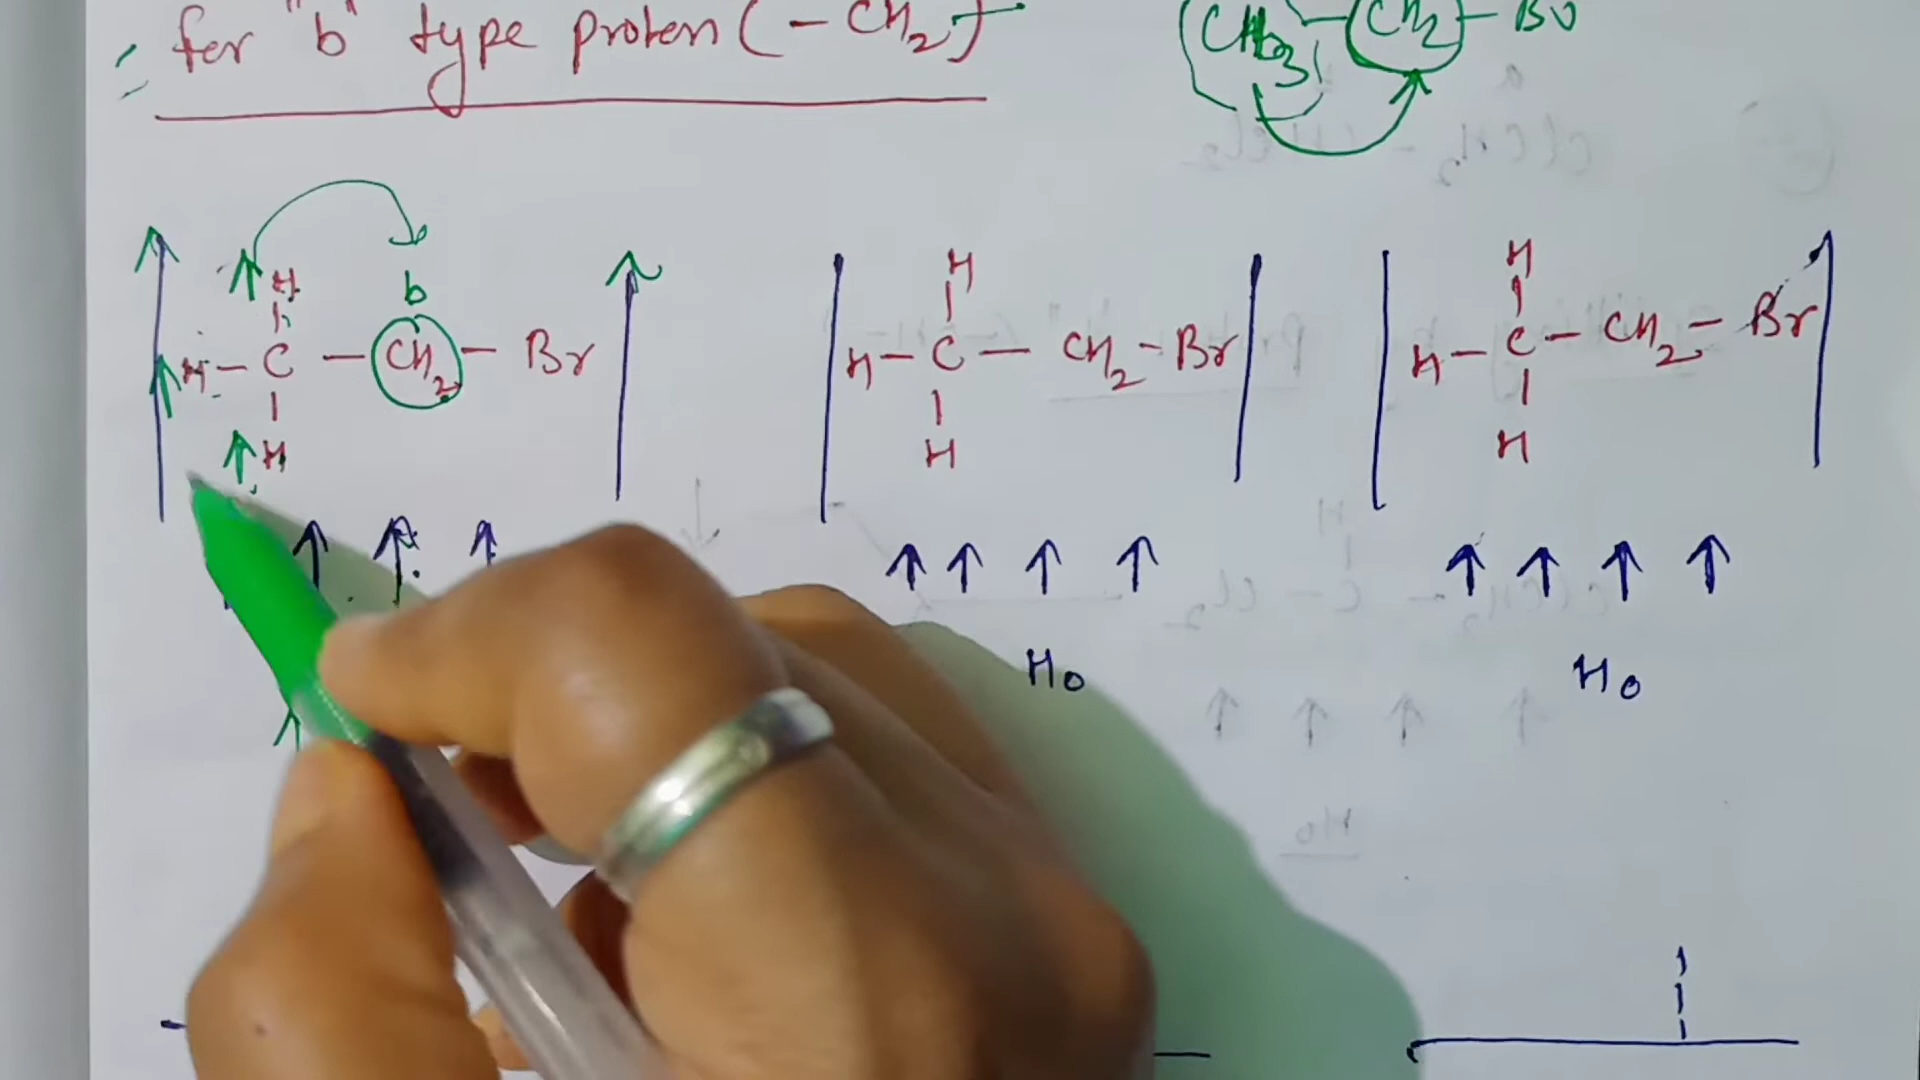 for "b" type proton (-CH2)
CH3 - CH2 - Br
b
H H H
H - C - CH2 - Br H - C - CH2 - Br H - C - CH2 - Br
H H H
H0 H0